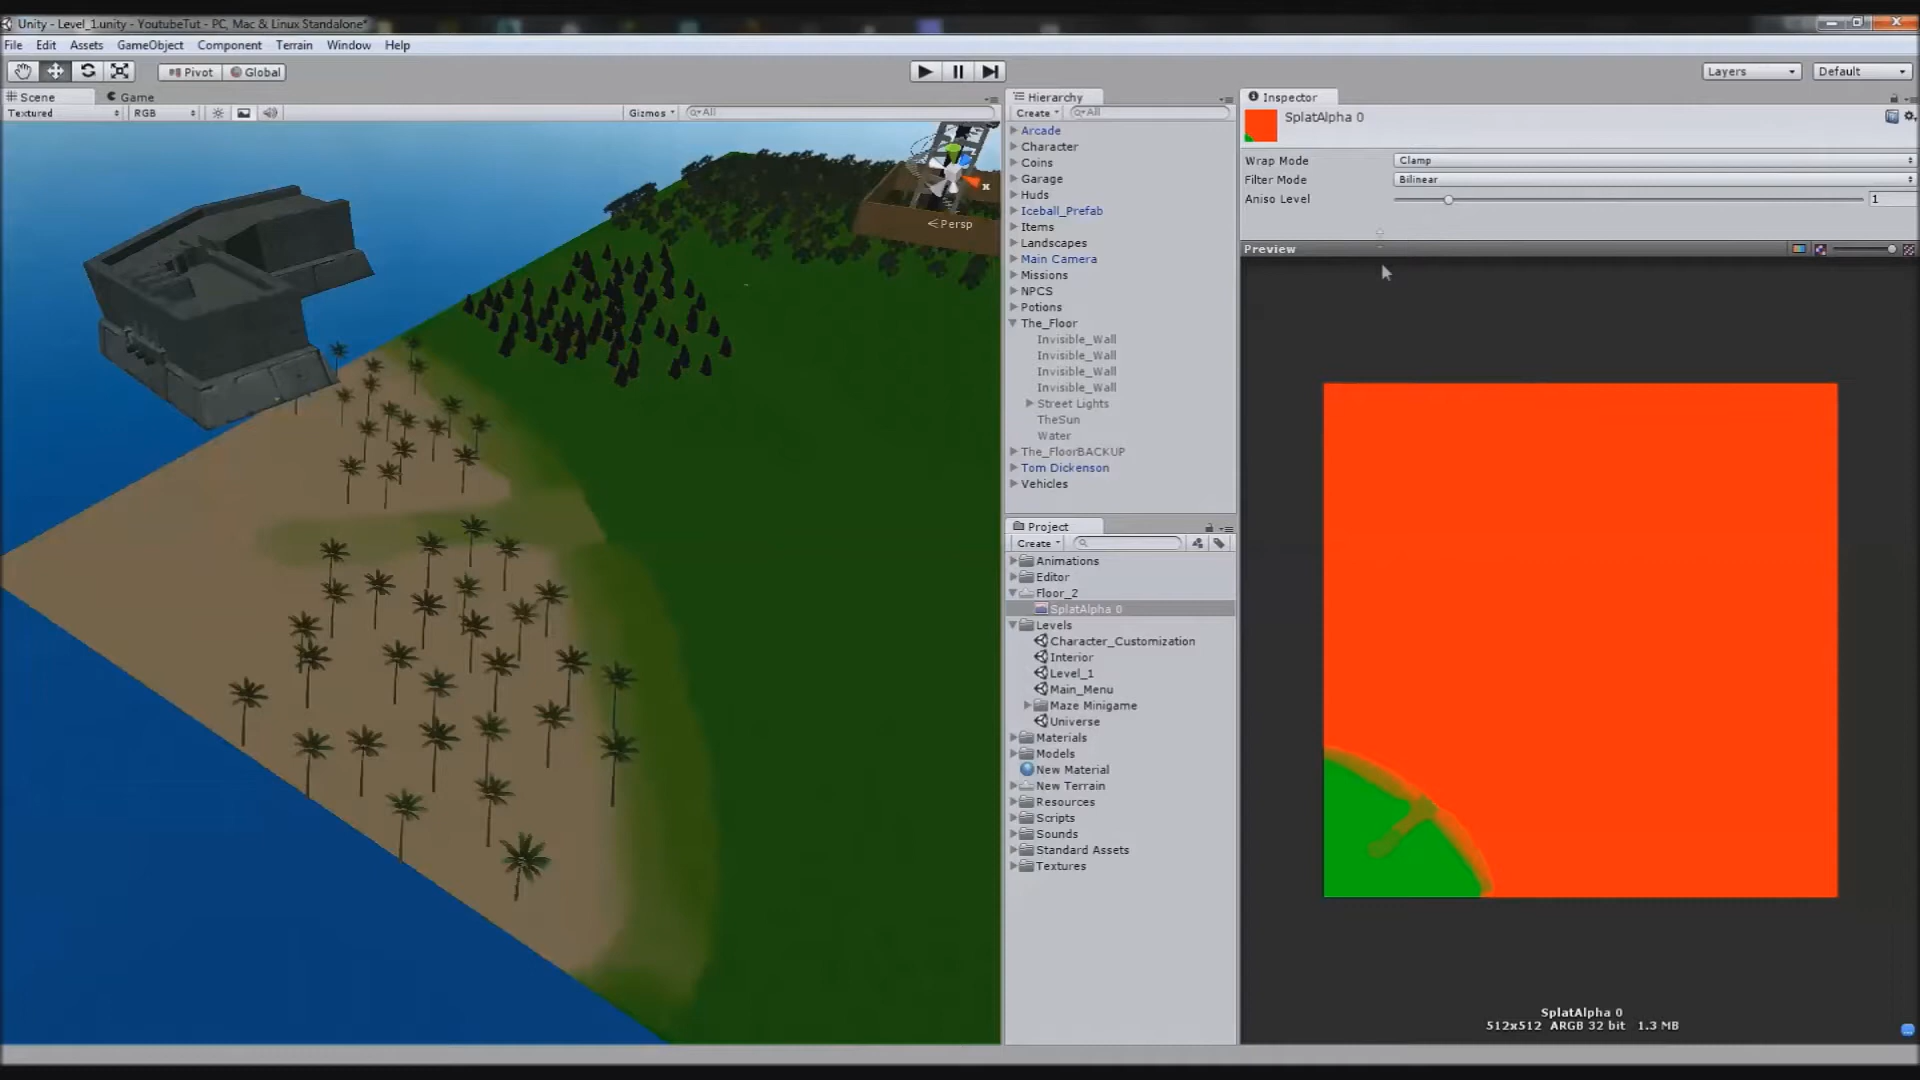 Unity - Level_1.unity - YoutubeTut - PC, Mac & Linux Standalone*
File Edit Assets GameObject Component Terrain Window Help
Pivot Global Layers Default
Scene Game
Textured RGB Gizmos All
x
Persp
Hierarchy
Create All
Arcade
Character
Coins
Garage
Huds
Iceball_Prefab
Items
Landscapes
Main Camera
Missions
NPCS
Potions
The_Floor
Invisible_Wall
Invisible_Wall
Invisible_Wall
Invisible_Wall
Street Lights
TheSun
Water
The_FloorBACKUP
Tom Dickenson
Vehicles
Project
Create
Animations
Editor
Floor_2
SplatAlpha 0
Levels
Character_Customization
Interior
Level_1
Main_Menu
Maze Minigame
Universe
Materials
Models
New Material
New Terrain
Resources
Scripts
Sounds
Standard Assets
Textures
Inspector
SplatAlpha 0
Wrap Mode Clamp
Filter Mode Bilinear
Aniso Level 1
Preview
SplatAlpha 0
512x512 ARGB 32 bit 1.3 MB